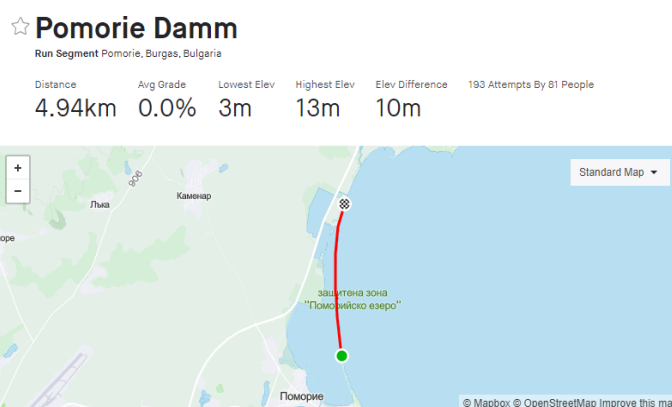 Pomorie Damm
Run Segment Pomorie, Burgas, Bulgaria
Distance
4.94km
Avg Grade
0.0%
Lowest Elev
3m
Highest Elev
13m
Elev Difference
10m
193 Attempts By 81 People
+
−
Standard Map
906
Каменар
Лъка
оре
защитена зона
"Поморийско езеро"
Поморие
© Mapbox © OpenStreetMap Improve this ma